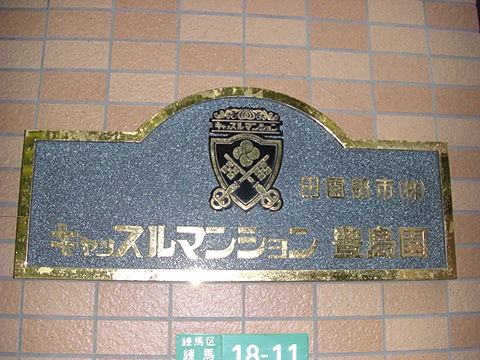 キャッスルマンション
田園都市(株)
キャッスルマンション 豊島園
練馬区
練馬
18-11